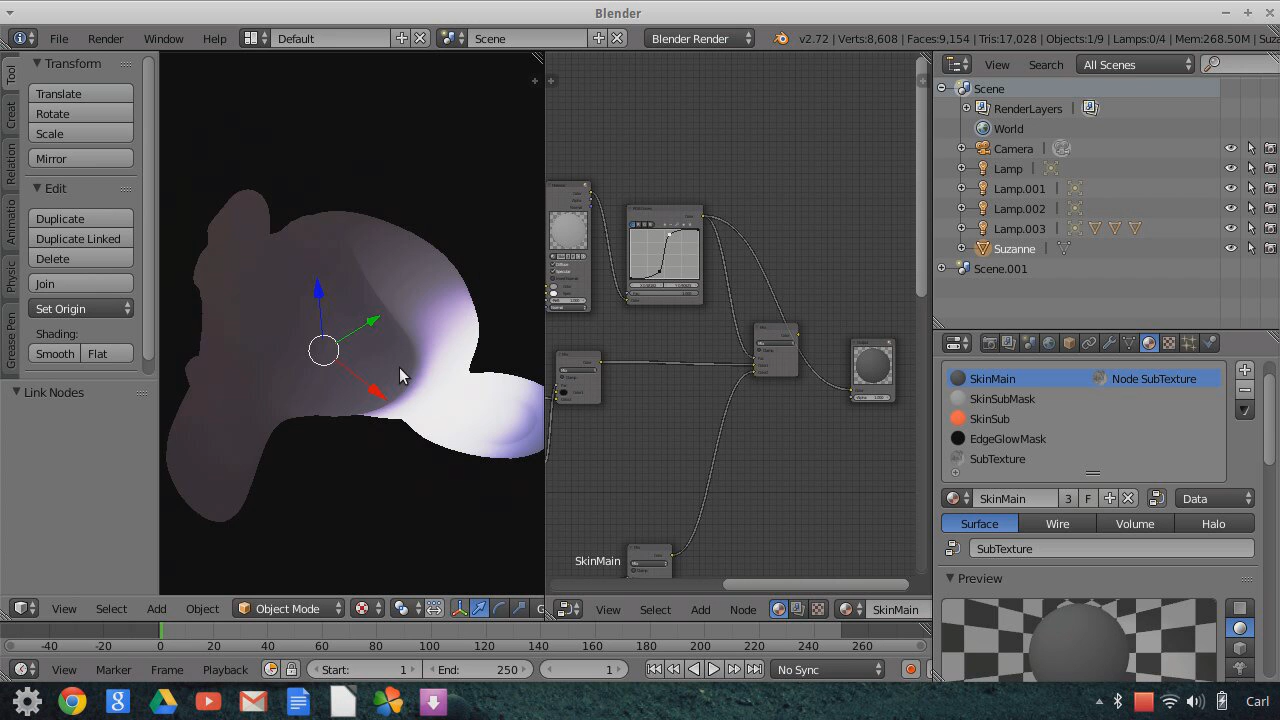 Blender
File Render Window Help Default Scene Blender Render v2.72 | Verts:8,608 | Faces:9,154 | Tris:17,028 | Objects:1/9 | Lamps:0/4 | Mem:268.50M | Suz
Tool
Creat
Relation
Animatio
Physic
Grease Pen
Transform
Translate
Rotate
Scale
Mirror
Edit
Duplicate
Duplicate Linked
Delete
Join
Set Origin
Shading:
Smooth Flat
Link Nodes
SkinMain
View Search All Scenes
Scene
RenderLayers
World
Camera
Lamp
Lamp.001
Lamp.002
Lamp.003
Suzanne
Scene.001
SkinMain Node SubTexture
SkinSubMask
SkinSub
EdgeGlowMask
SubTexture
SkinMain 3 F Data
Surface Wire Volume Halo
SubTexture
Preview
View Select Add Object Object Mode G
View Select Add Node SkinMain
-40 -20 0 20 40 60 80 100 120 140 160 180 200 220 240 260
View Marker Frame Playback Start: 1 End: 250 1 No Sync
Carl